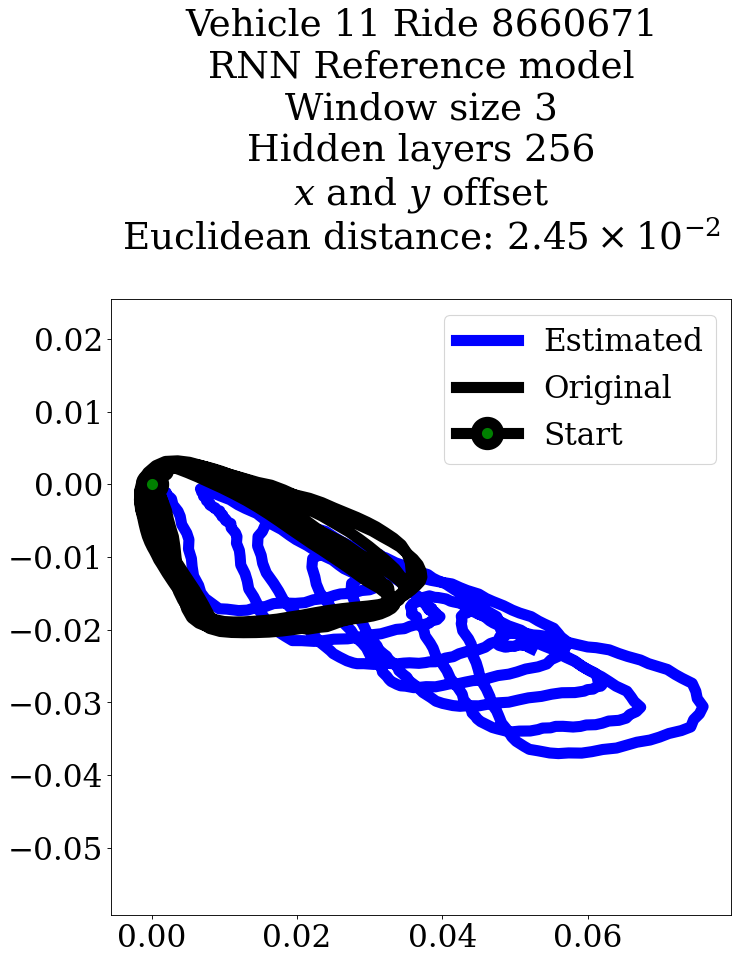 Vehicle 11 Ride 8660671
RNN Reference model
Window size 3
Hidden layers 256
x and y offset
Euclidean distance: 2.45 × 10⁻²
Estimated
Original
Start
0.02
0.01
0.00
−0.01
−0.02
−0.03
−0.04
−0.05
0.00 0.02 0.04 0.06